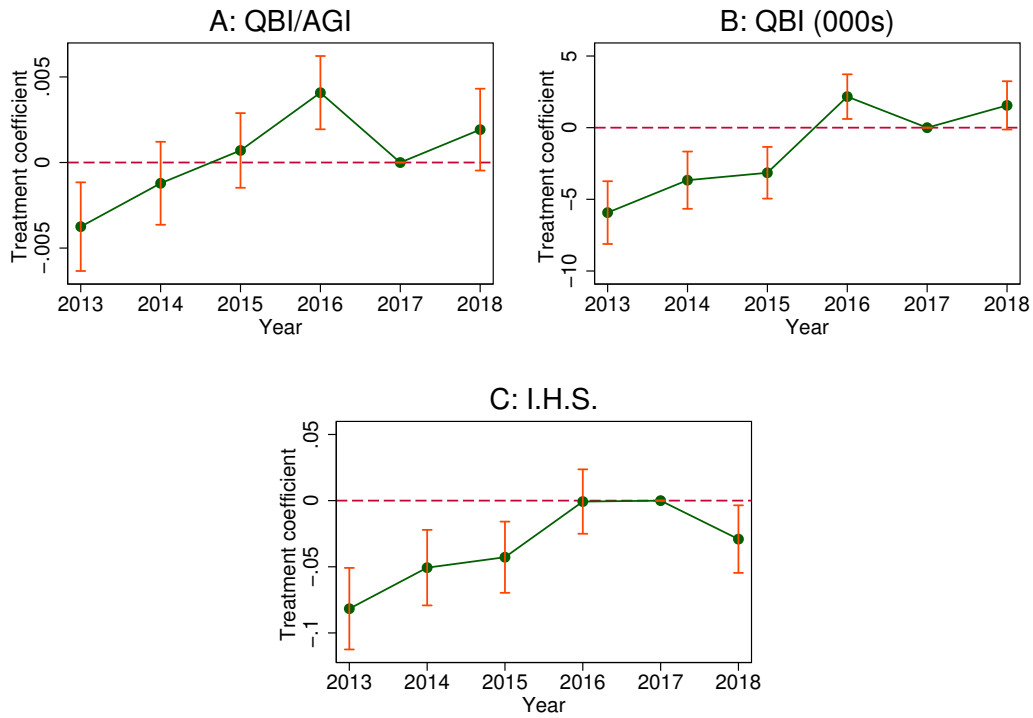 A: QBI/AGI
Treatment coefficient
.005
0
−.005
2013 2014 2015 2016 2017 2018
Year
B: QBI (000s)
Treatment coefficient
5
0
−5
−10
2013 2014 2015 2016 2017 2018
Year
C: I.H.S.
Treatment coefficient
.05
0
−.05
−.1
2013 2014 2015 2016 2017 2018
Year